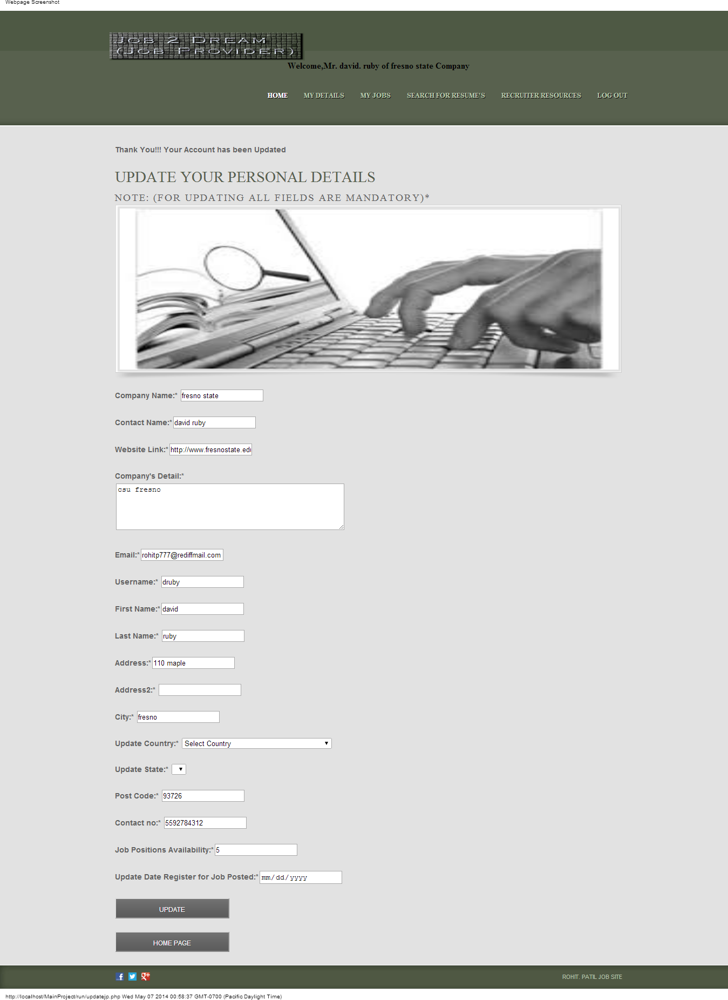 Webpage Screenshot
Job 2 Dream
(Job Provider)
Welcome,Mr. david. ruby of fresno state Company
HOME MY DETAILS MY JOBS SEARCH FOR RESUME'S RECRUITER RESOURCES LOG OUT
Thank You!!! Your Account has been Updated
UPDATE YOUR PERSONAL DETAILS
NOTE: (FOR UPDATING ALL FIELDS ARE MANDATORY)*
Company Name:* fresno state
Contact Name:* david ruby
Website Link:* http://www.fresnostate.edu
Company's Detail:*
csu fresno
Email:* rohitp777@rediffmail.com
Username:* druby
First Name:* david
Last Name:* ruby
Address:* 110 maple
Address2:*
City:* fresno
Update Country:* Select Country
Update State:*
Post Code:* 93726
Contact no:* 5592784312
Job Positions Availability:* 5
Update Date Register for Job Posted:* mm/dd/yyyy
UPDATE
HOME PAGE
ROHIT. PATIL JOB SITE
http://localhost/MainProject/run/updatejp.php Wed May 07 2014 00:58:37 GMT-0700 (Pacific Daylight Time)